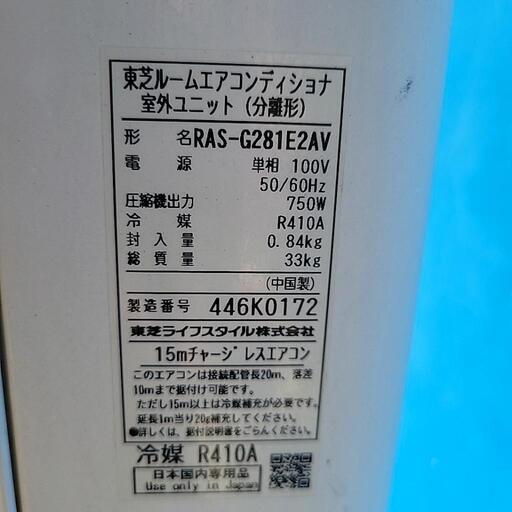 東芝ルームエアコンディショナ
室外ユニット（分離形）
形　名 RAS-G281E2AV
電　源　単相 100V
50/60Hz
圧縮機出力　750W
冷　媒　R410A
封　入　量　0.84kg
総　質　量　33kg
（中国製）
製造番号　446K0172
東芝ライフスタイル株式会社
15mチャージレスエアコン
このエアコンは接続配管長20m、落差
10mまで据付け可能です。
ただし15m以上は冷媒補充が必要です。
延長1m当り20g補充してください。
●詳しくは、据付説明書をごらんください。
冷媒 R410A
日本国内専用品
Use only in Japan